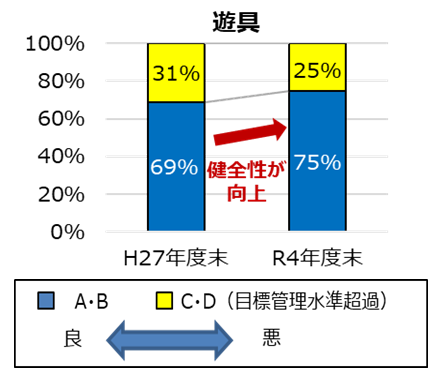 遊具
100%
80%
60%
40%
20%
0%
31%
69%
25%
75%
健全性が
向上
H27年度末
R4年度末
A・B
C・D（目標管理水準超過）
良
悪